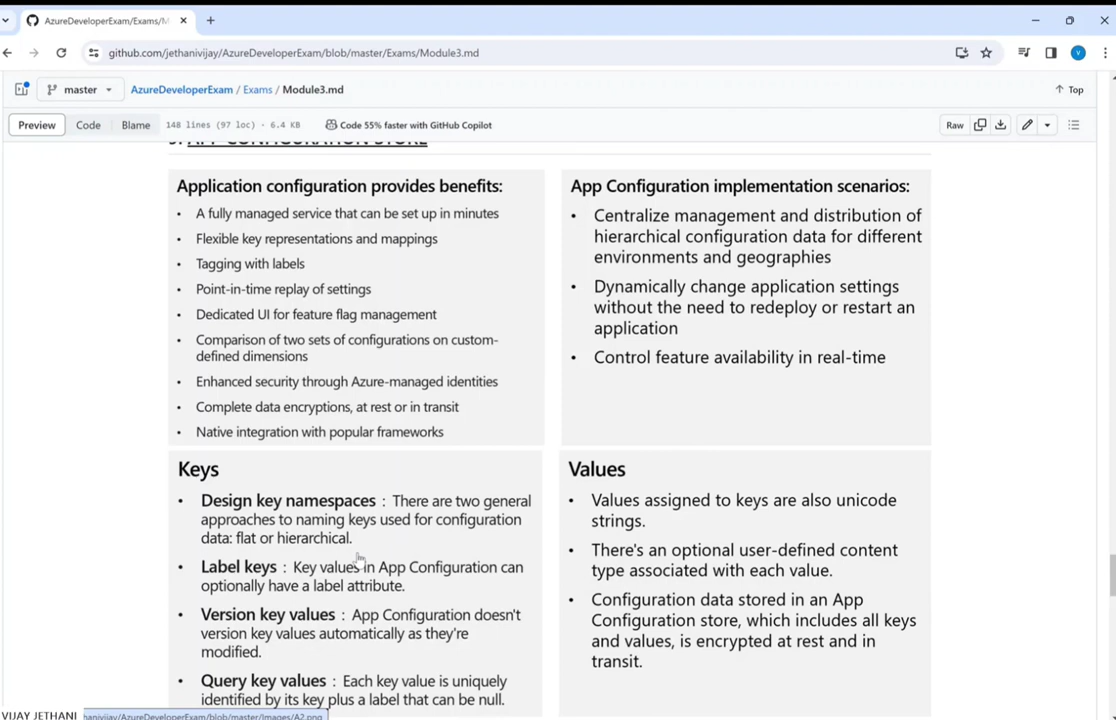 AzureDeveloperExam/Exams/M
github.com/jethanivijay/AzureDeveloperExam/blob/master/Exams/Module3.md
V
master
AzureDeveloperExam / Exams / Module3.md
Top
Preview
Code
Blame
148 lines (97 loc) · 6.4 KB
Code 55% faster with GitHub Copilot
Raw
APP CONFIGURATION STORE
Application configuration provides benefits:
• A fully managed service that can be set up in minutes
• Flexible key representations and mappings
• Tagging with labels
• Point-in-time replay of settings
• Dedicated UI for feature flag management
• Comparison of two sets of configurations on custom-
defined dimensions
• Enhanced security through Azure-managed identities
• Complete data encryptions, at rest or in transit
• Native integration with popular frameworks
App Configuration implementation scenarios:
• Centralize management and distribution of
hierarchical configuration data for different
environments and geographies
• Dynamically change application settings
without the need to redeploy or restart an
application
• Control feature availability in real-time
Keys
• Design key namespaces : There are two general
approaches to naming keys used for configuration
data: flat or hierarchical.
• Label keys : Key values in App Configuration can
optionally have a label attribute.
• Version key values : App Configuration doesn't
version key values automatically as they're
modified.
• Query key values : Each key value is uniquely
identified by its key plus a label that can be null.
Values
• Values assigned to keys are also unicode
strings.
• There's an optional user-defined content
type associated with each value.
• Configuration data stored in an App
Configuration store, which includes all keys
and values, is encrypted at rest and in
transit.
VIJAY JETHANI
hanivijay/AzureDeveloperExam/blob/master/Images/A2.png